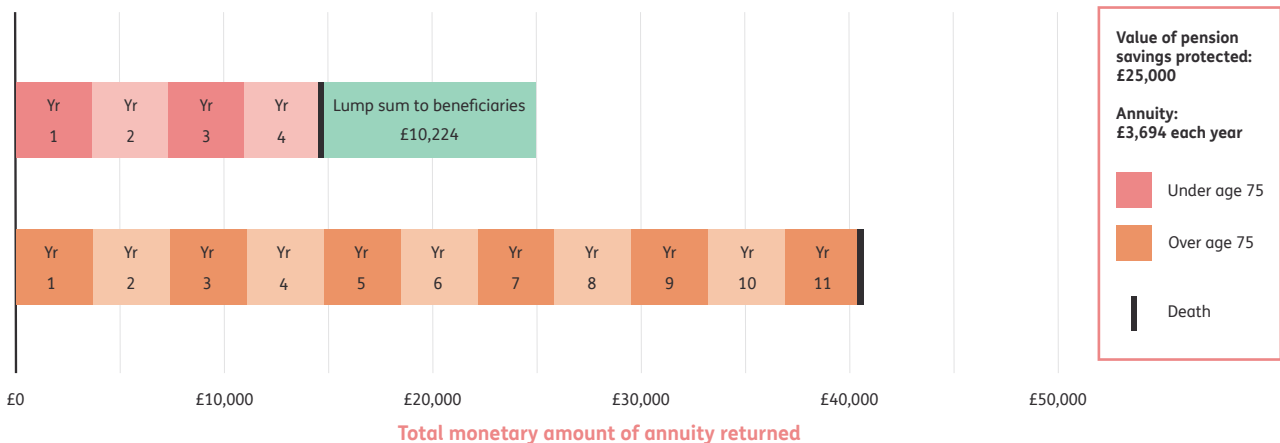 Yr
1
Yr
2
Yr
3
Yr
4
Lump sum to beneficiaries
£10,224
Yr
1
Yr
2
Yr
3
Yr
4
Yr
5
Yr
6
Yr
7
Yr
8
Yr
9
Yr
10
Yr
11
£0
£10,000
£20,000
£30,000
£40,000
£50,000
Total monetary amount of annuity returned
Value of pension
savings protected:
£25,000
Annuity:
£3,694 each year
Under age 75
Over age 75
Death